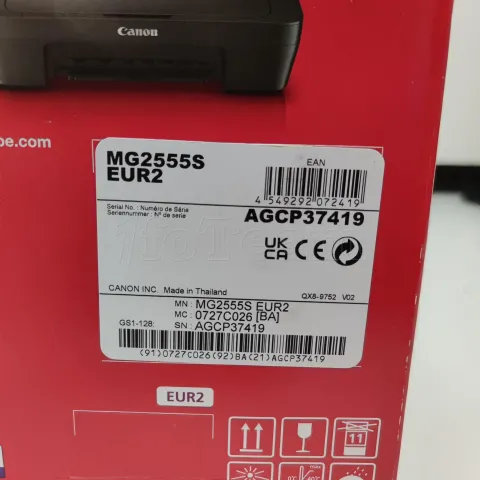 Canon
pe.com
MG2555S
EUR2
EAN
4 549292 072419
Serial No. : Numéro de Série
Seriennummer : Nº de serie
AGCP37419
UK
CA CE
CANON INC. Made in Thailand
QX8-9752 V02
MN : MG2555S EUR2
MC : 0727C026 [BA]
GS1-128: SN : AGCP37419
(91)0727C026(92)BA(21)AGCP37419
EUR2
11